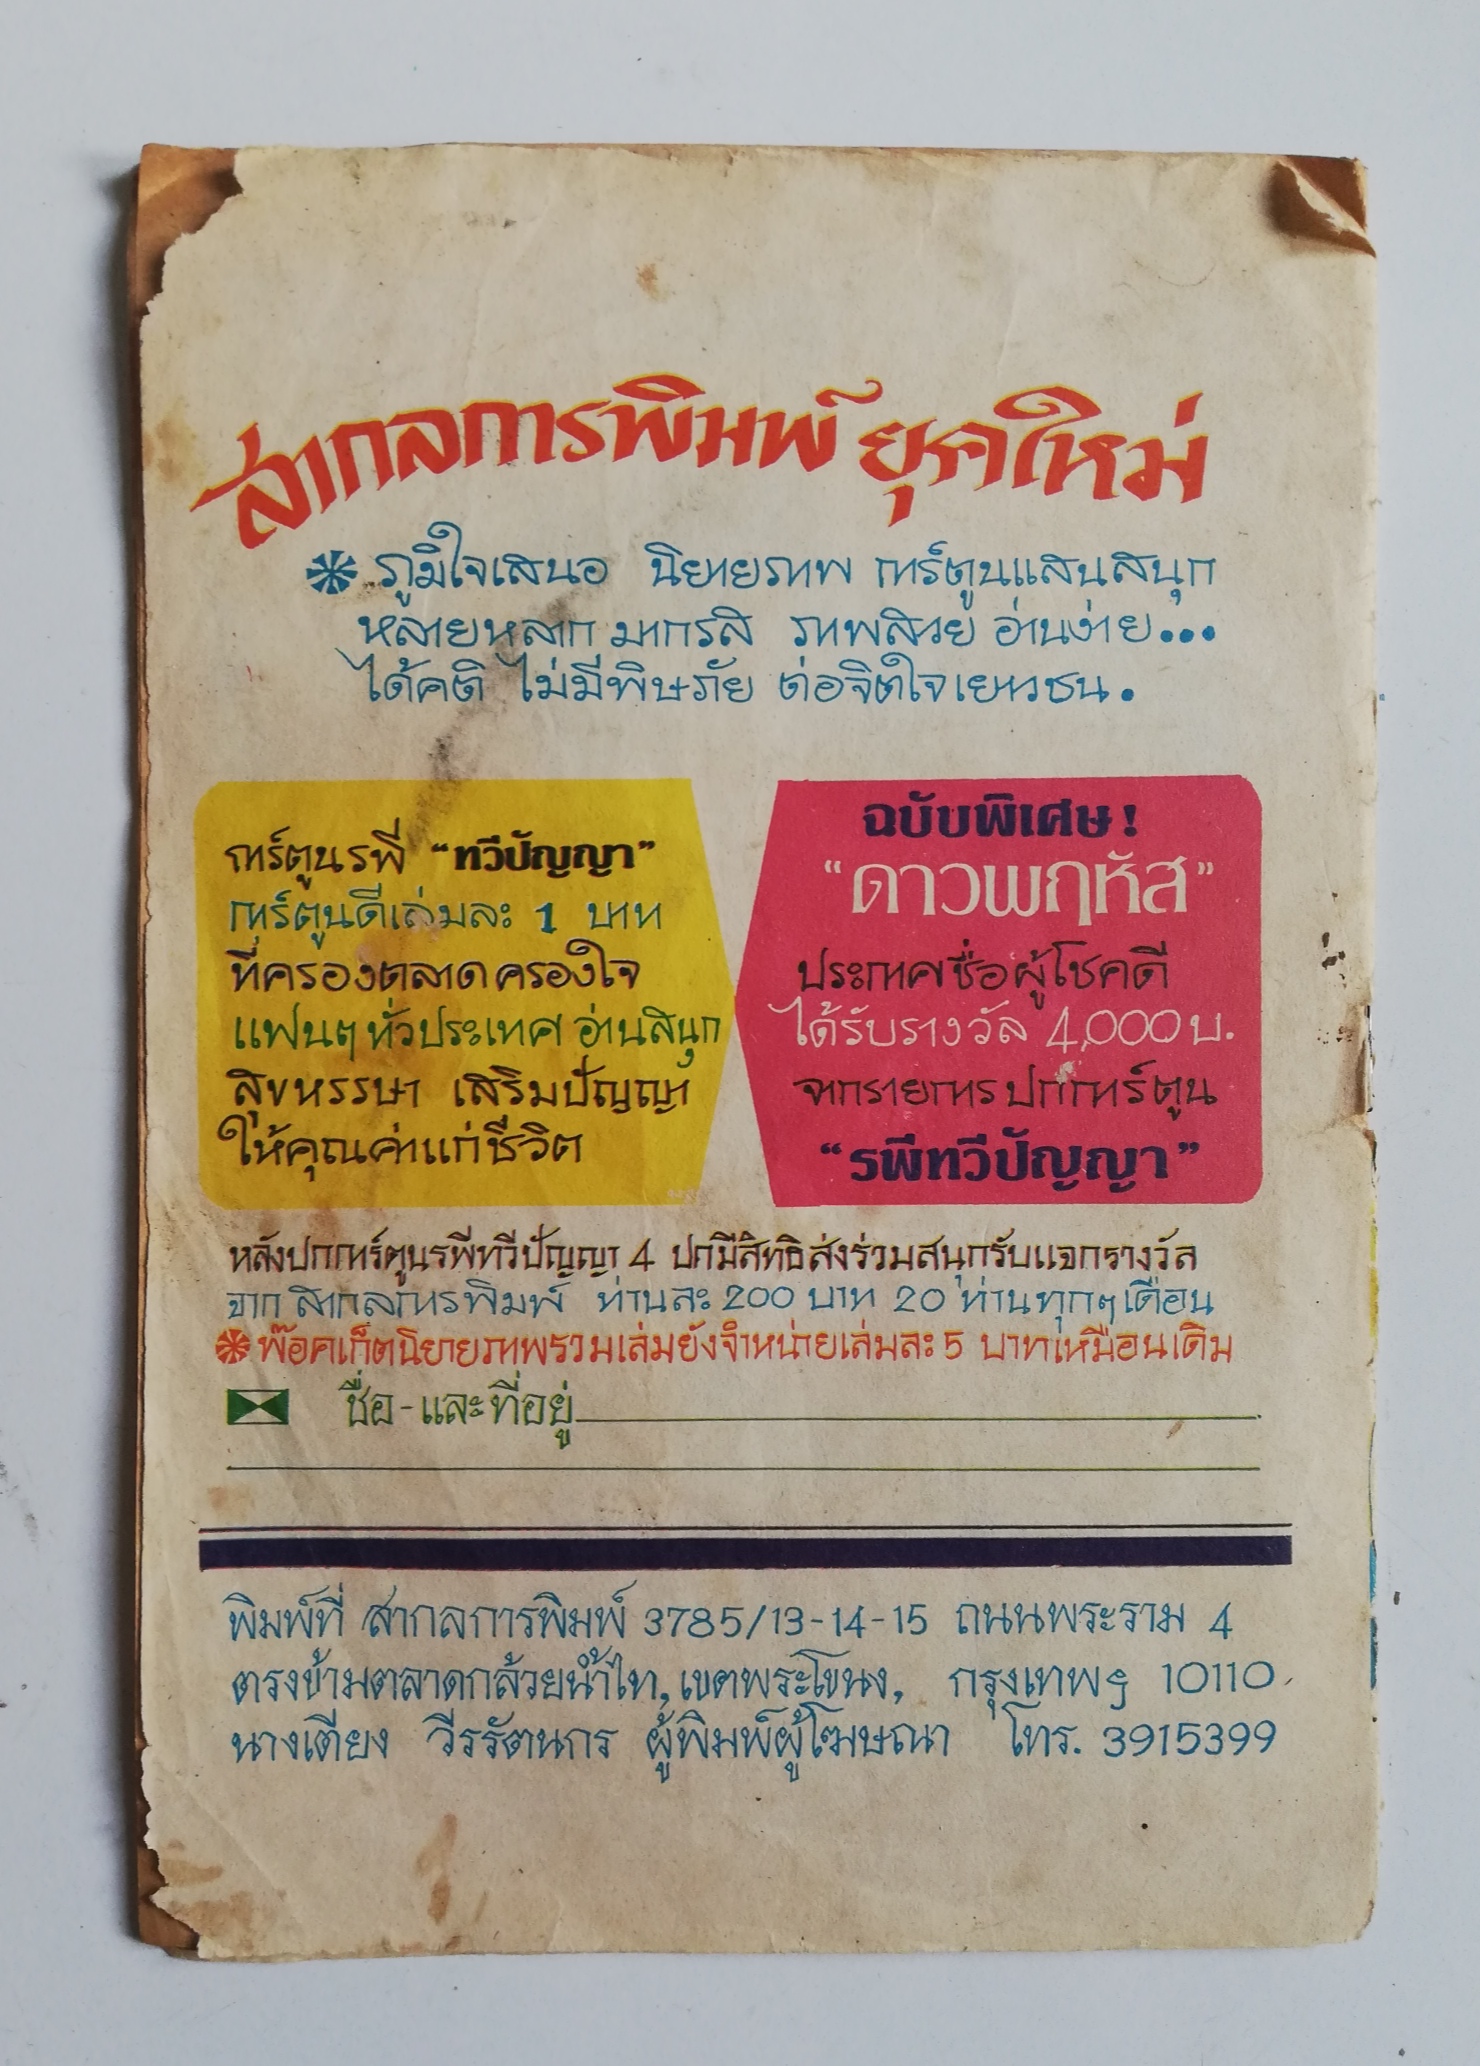 สากลการพิมพ์ ยุคใหม่
ภูมิใจเสนอ นิยายภาพ การ์ตูนแสนสนุก
หลายหลาก มากรส ภาพสวย อ่านง่าย...
ได้คติ ไม่มีพิษภัย ต่อจิตใจเยาวชน.
การ์ตูนรพี "ทวีปัญญา"
การ์ตูนดีเล่มละ 1 บาท
ที่ครองตลาดครองใจ
แฟนๆ ทั่วประเทศ อ่านสนุก
สุขหรรษา เสริมปัญญา
ให้คุณค่าแก่ชีวิต
ฉบับพิเศษ!
"ดาวพฤหัส"
ประกาศชื่อผู้โชคดี
ได้รับรางวัล 4,000 บ.
จากรายการ ปกการ์ตูน
"รพีทวีปัญญา"
หลังปกการ์ตูนรพีทวีปัญญา 4 ปกมีสิทธิส่งร่วมสนุกรับแจกรางวัล
จาก สากลการพิมพ์ ท่านละ 200 บาท 20 ท่านทุกๆ เดือน
พ๊อคเก็ตนิยายภาพรวมเล่มยังจำหน่ายเล่มละ 5 บาทเหมือนเดิม
ชื่อ-และที่อยู่
พิมพ์ที่ สากลการพิมพ์ 3785/13-14-15 ถนนพระราม 4
ตรงข้ามตลาดกล้วยน้ำไท, เขตพระโขนง, กรุงเทพฯ 10110
นางเตียง วีรรัตนกร ผู้พิมพ์ผู้โฆษณา โทร. 3915399